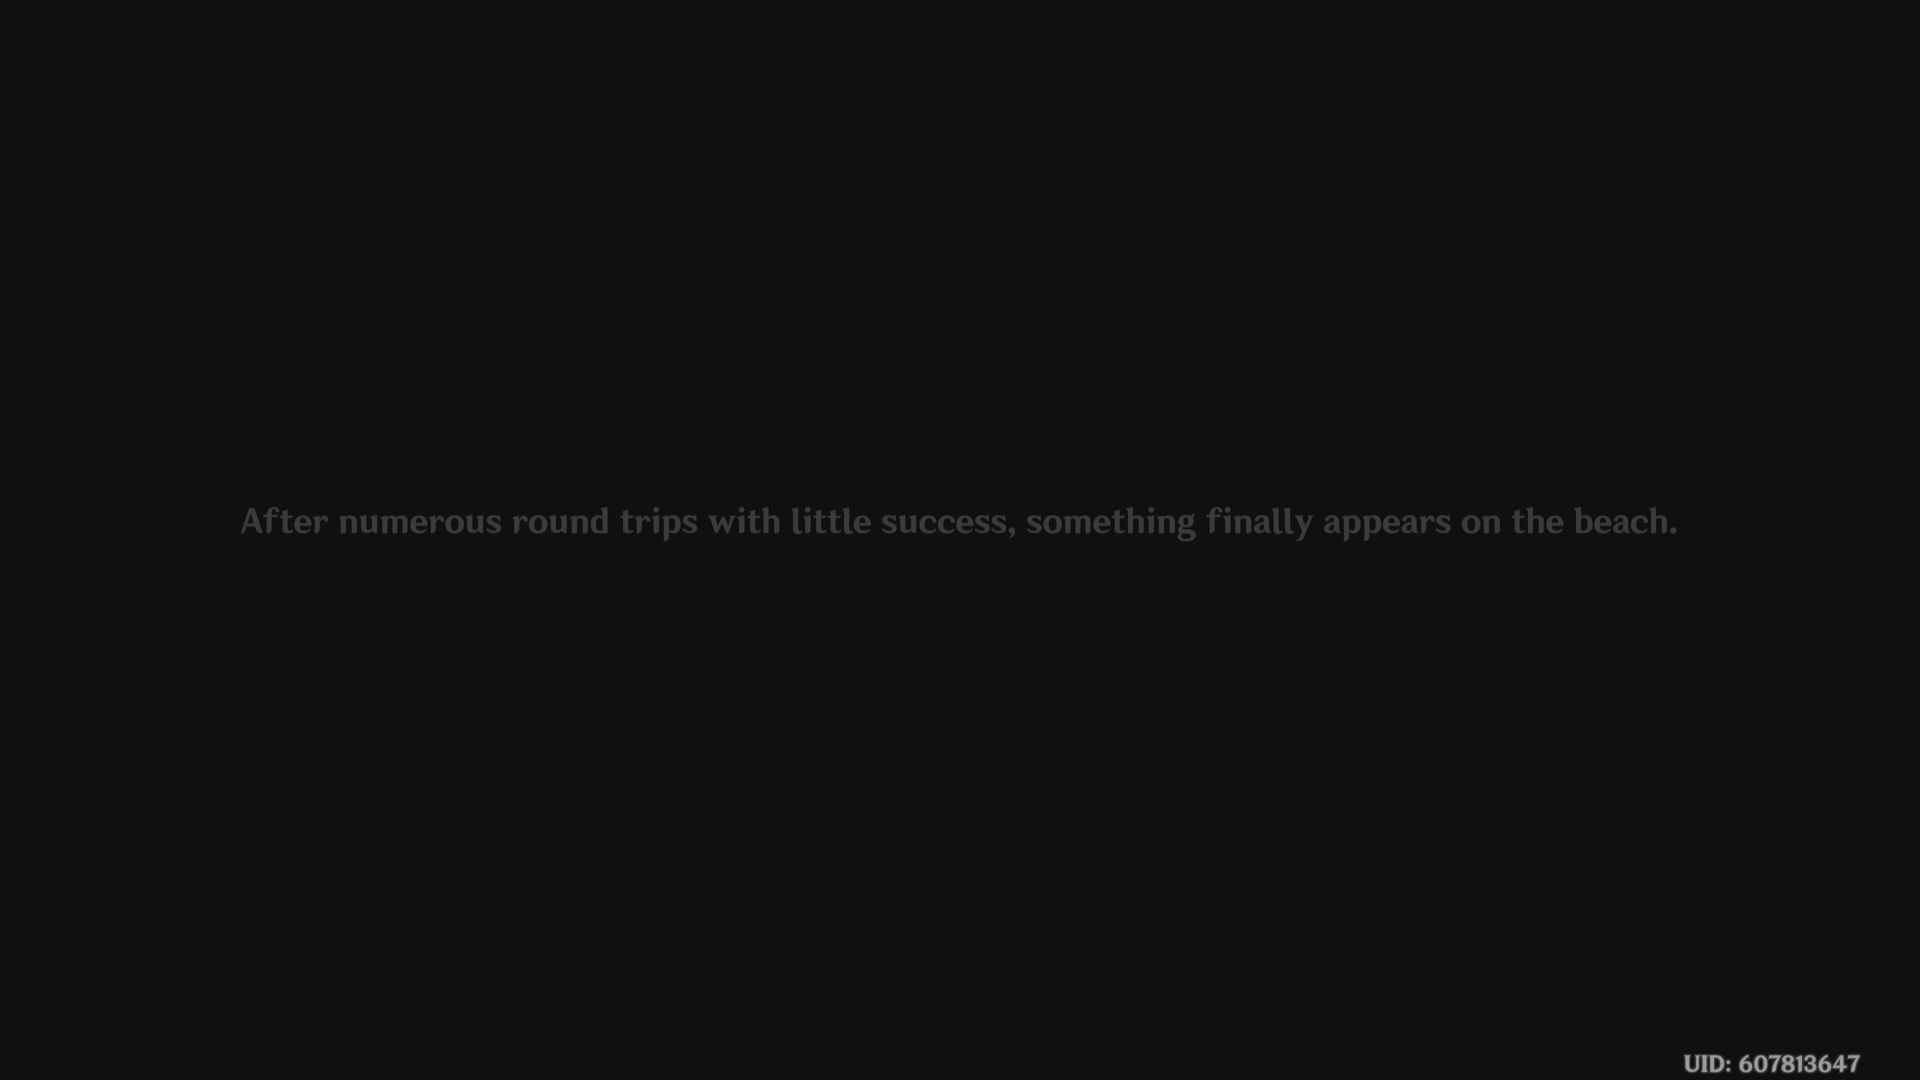 After numerous round trips with little success, something finally appears on the beach.
UID: 607813647